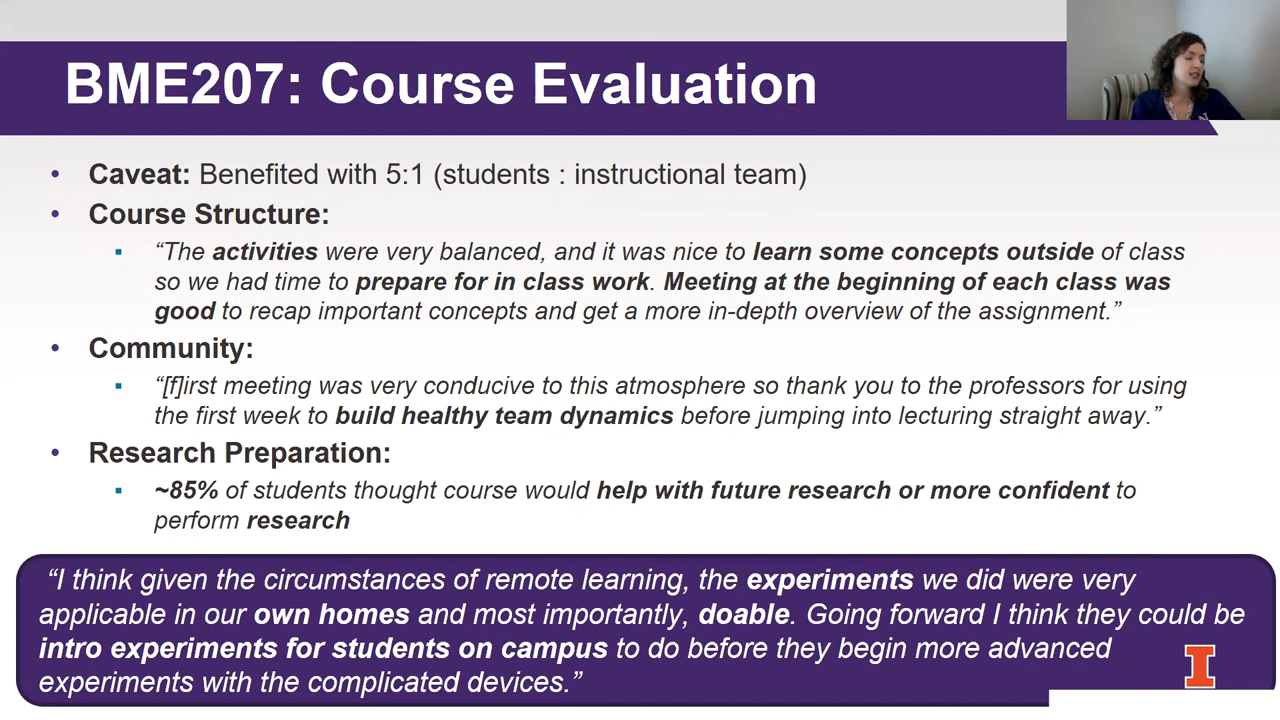 BME207: Course Evaluation
• Caveat: Benefited with 5:1 (students : instructional team)
• Course Structure:
▪ “The activities were very balanced, and it was nice to learn some concepts outside of class
so we had time to prepare for in class work. Meeting at the beginning of each class was
good to recap important concepts and get a more in-depth overview of the assignment.”
• Community:
▪ “[f]irst meeting was very conducive to this atmosphere so thank you to the professors for using
the first week to build healthy team dynamics before jumping into lecturing straight away.”
• Research Preparation:
▪ ~85% of students thought course would help with future research or more confident to
perform research
“I think given the circumstances of remote learning, the experiments we did were very
applicable in our own homes and most importantly, doable. Going forward I think they could be
intro experiments for students on campus to do before they begin more advanced
experiments with the complicated devices.”
I